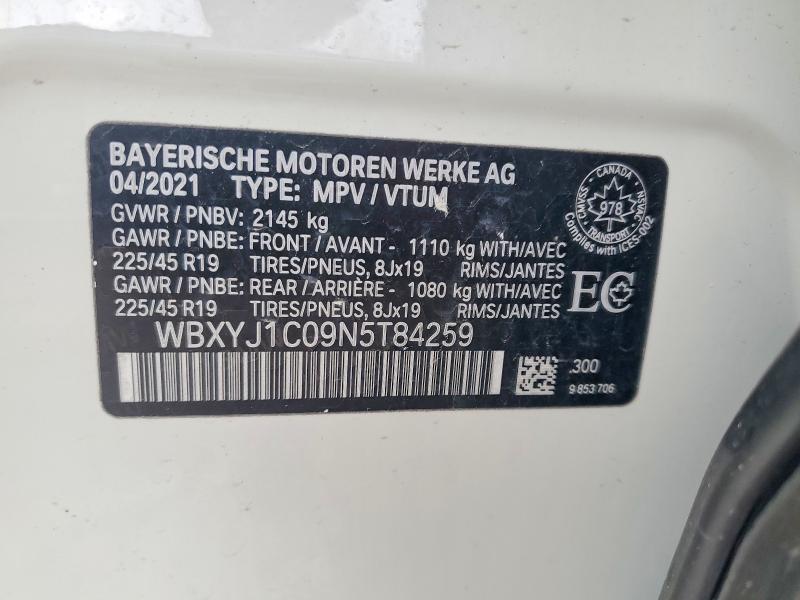 BAYERISCHE MOTOREN WERKE AG
04/2021 TYPE: MPV / VTUM
GVWR / PNBV: 2145 kg
GAWR / PNBE: FRONT / AVANT - 1110 kg WITH/AVEC
225/45 R19 TIRES/PNEUS, 8Jx19 RIMS/JANTES
GAWR / PNBE: REAR / ARRIÈRE - 1080 kg WITH/AVEC
225/45 R19 TIRES/PNEUS, 8Jx19 RIMS/JANTES
WBXYJ1C09N5T84259
CANADA
CMVSS
NSVAC
978
TRANSPORT
Complies with ICES-002
EC
.300
9 853 706